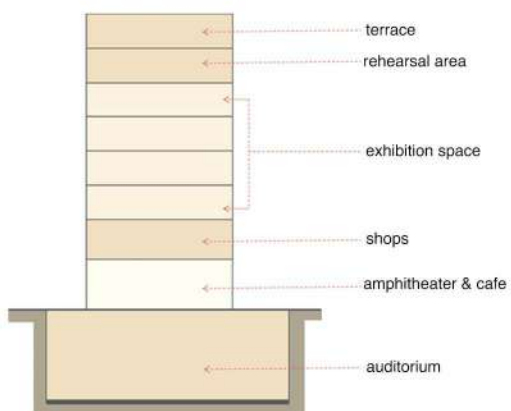 terrace
rehearsal area
exhibition space
shops
amphitheater & cafe
auditorium